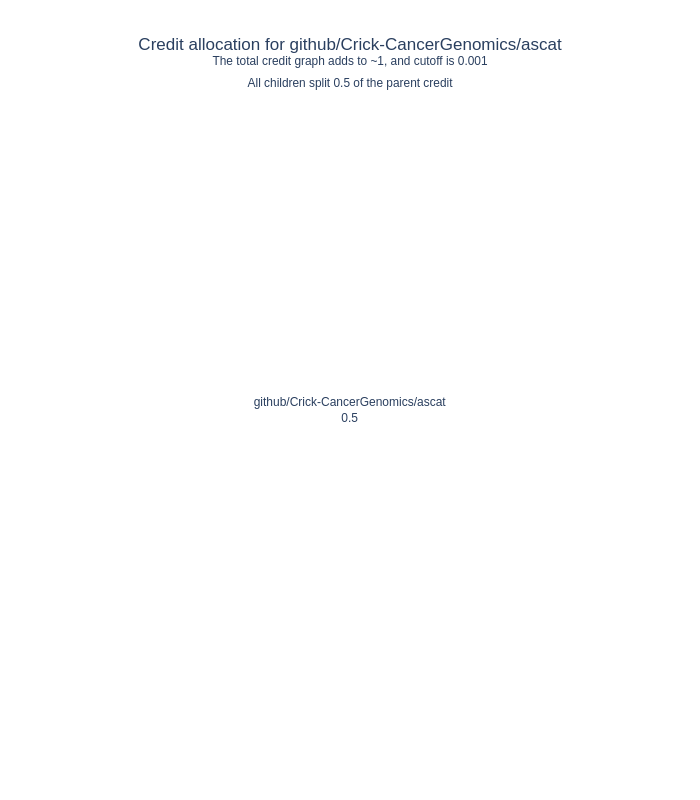 Credit allocation for github/Crick-CancerGenomics/ascat
The total credit graph adds to ~1, and cutoff is 0.001
All children split 0.5 of the parent credit
github/Crick-CancerGenomics/ascat
0.5